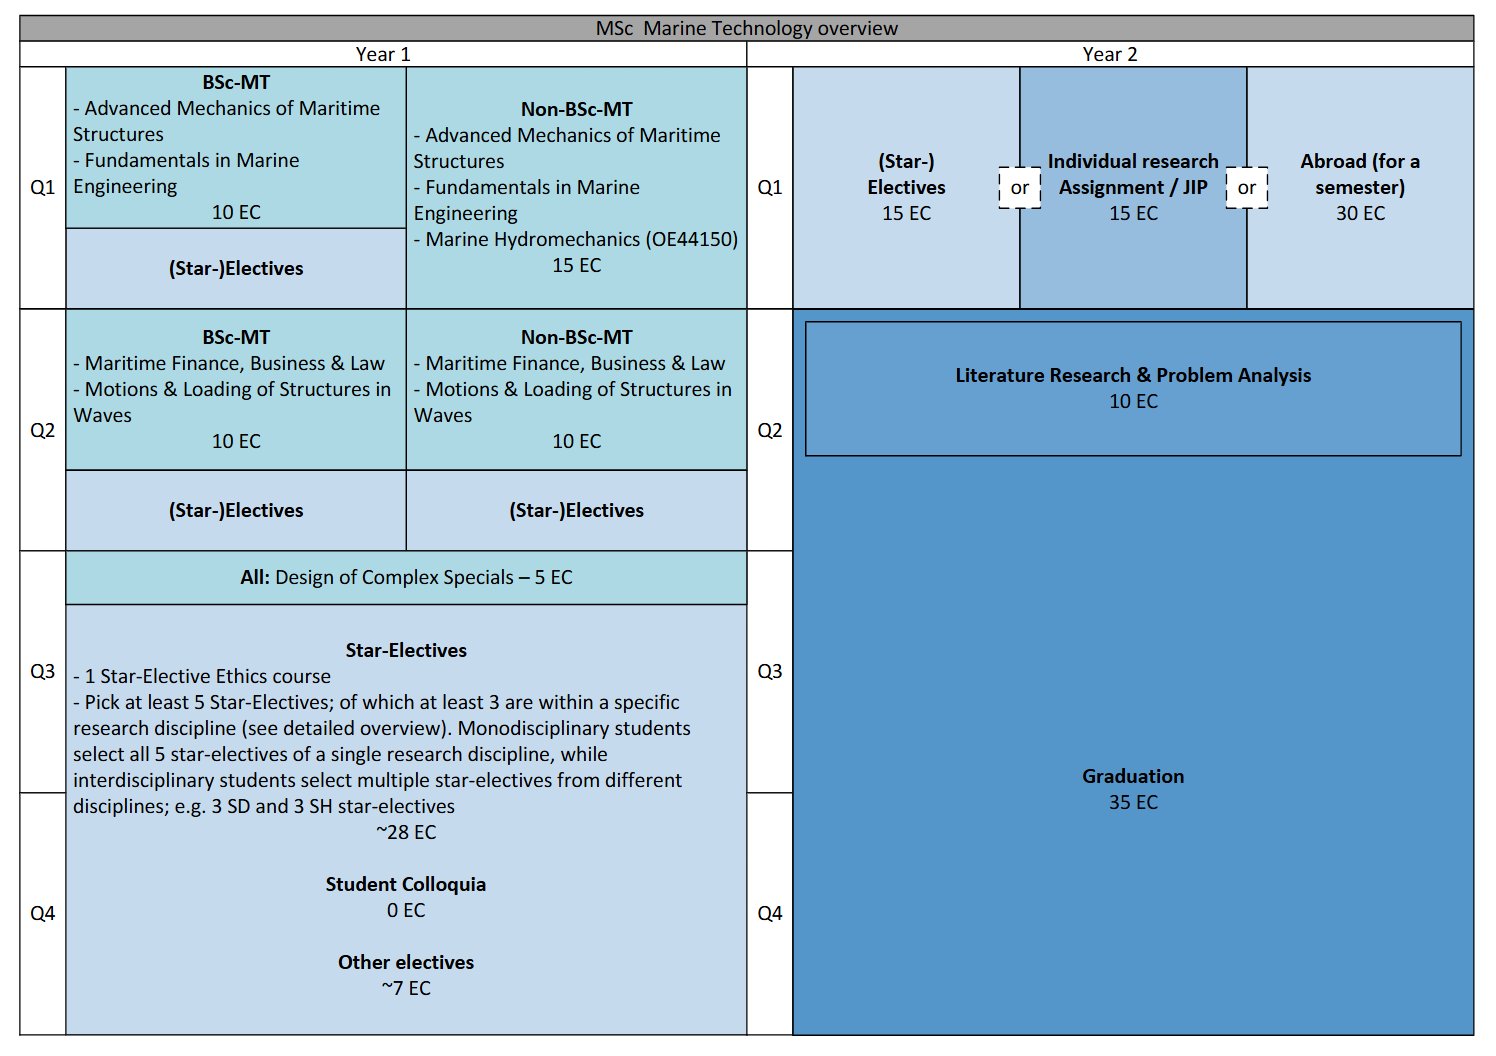 MSc  Marine Technology overview
Year 1
Year 2
Q1
BSc-MT
- Advanced Mechanics of Maritime
Structures
- Fundamentals in Marine
Engineering
10 EC
(Star-)Electives
Non-BSc-MT
- Advanced Mechanics of Maritime
Structures
- Fundamentals in Marine
Engineering
- Marine Hydromechanics (OE44150)
15 EC
Q2
BSc-MT
- Maritime Finance, Business & Law
- Motions & Loading of Structures in
Waves
10 EC
(Star-)Electives
Non-BSc-MT
- Maritime Finance, Business & Law
- Motions & Loading of Structures in
Waves
10 EC
(Star-)Electives
Q3
All: Design of Complex Specials – 5 EC
Star-Electives
- 1 Star-Elective Ethics course
- Pick at least 5 Star-Electives; of which at least 3 are within a specific
research discipline (see detailed overview). Monodisciplinary students
select all 5 star-electives of a single research discipline, while
interdisciplinary students select multiple star-electives from different
disciplines; e.g. 3 SD and 3 SH star-electives
~28 EC
Q4
Student Colloquia
0 EC
Other electives
~7 EC
Q1
(Star-)
Electives
15 EC
or
Individual research
Assignment / JIP
15 EC
or
Abroad (for a
semester)
30 EC
Q2
Literature Research & Problem Analysis
10 EC
Q3
Graduation
35 EC
Q4